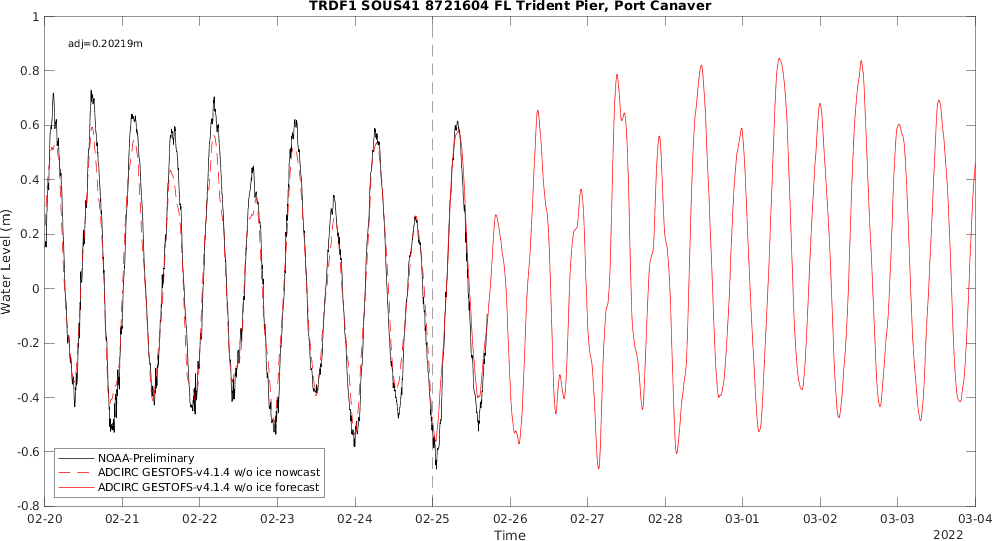 TRDF1 SOUS41 8721604 FL Trident Pier, Port Canaver
adj=0.20219m
1
0.8
0.6
0.4
0.2
0
-0.2
-0.4
-0.6
-0.8
Water Level (m)
NOAA-Preliminary
ADCIRC GESTOFS-v4.1.4 w/o ice nowcast
ADCIRC GESTOFS-v4.1.4 w/o ice forecast
02-20 02-21 02-22 02-23 02-24 02-25 02-26 02-27 02-28 03-01 03-02 03-03 03-04
Time
2022